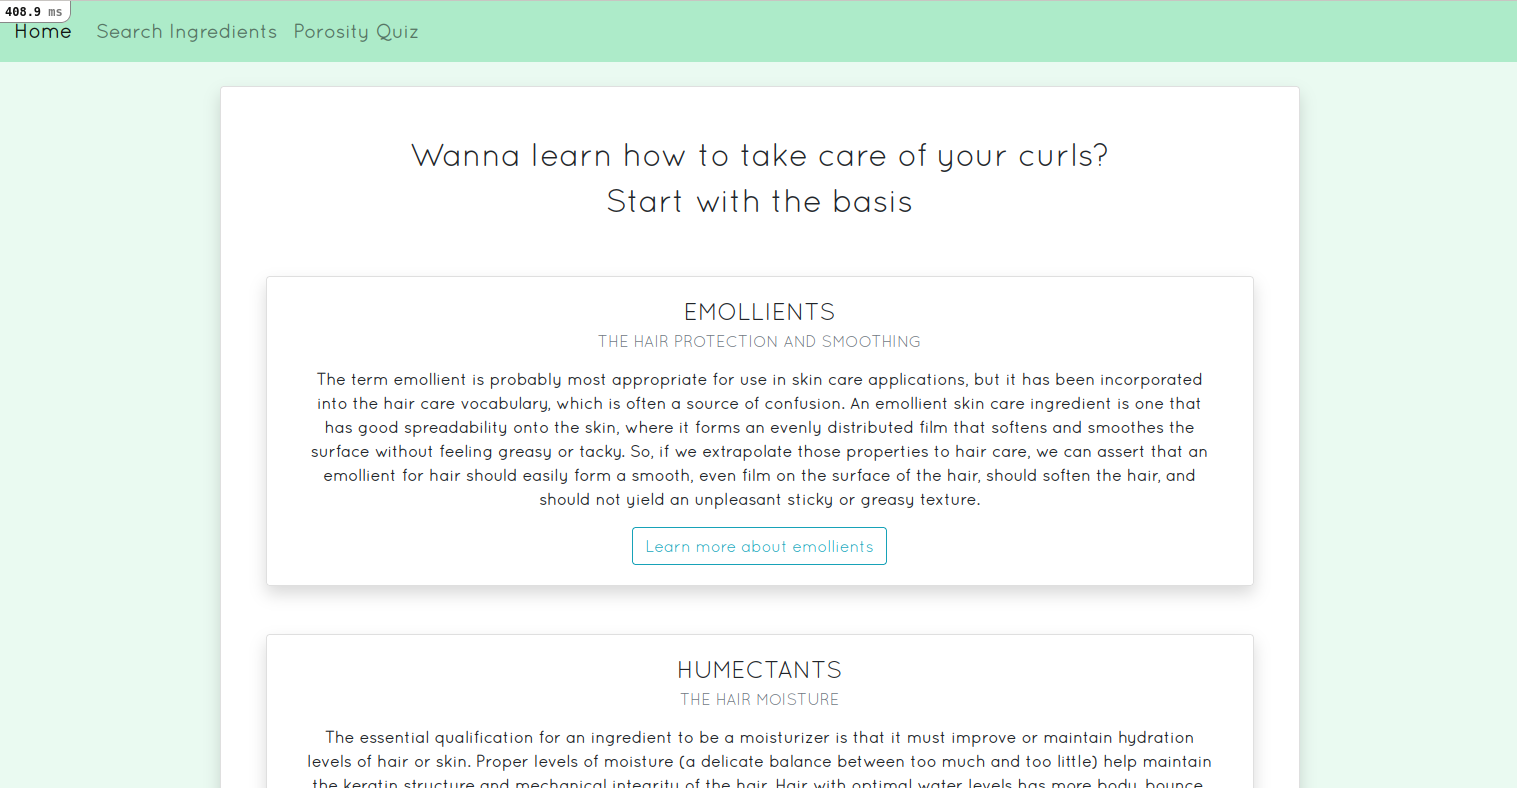 408.9 ms
Home Search Ingredients Porosity Quiz
Wanna learn how to take care of your curls?
Start with the basis
EMOLLIENTS
THE HAIR PROTECTION AND SMOOTHING
The term emollient is probably most appropriate for use in skin care applications, but it has been incorporated
into the hair care vocabulary, which is often a source of confusion. An emollient skin care ingredient is one that
has good spreadability onto the skin, where it forms an evenly distributed film that softens and smoothes the
surface without feeling greasy or tacky. So, if we extrapolate those properties to hair care, we can assert that an
emollient for hair should easily form a smooth, even film on the surface of the hair, should soften the hair, and
should not yield an unpleasant sticky or greasy texture.
Learn more about emollients
HUMECTANTS
THE HAIR MOISTURE
The essential qualification for an ingredient to be a moisturizer is that it must improve or maintain hydration
levels of hair or skin. Proper levels of moisture (a delicate balance between too much and too little) help maintain
the keratin structure and mechanical integrity of the hair. Hair with optimal water levels has more body, bounce,